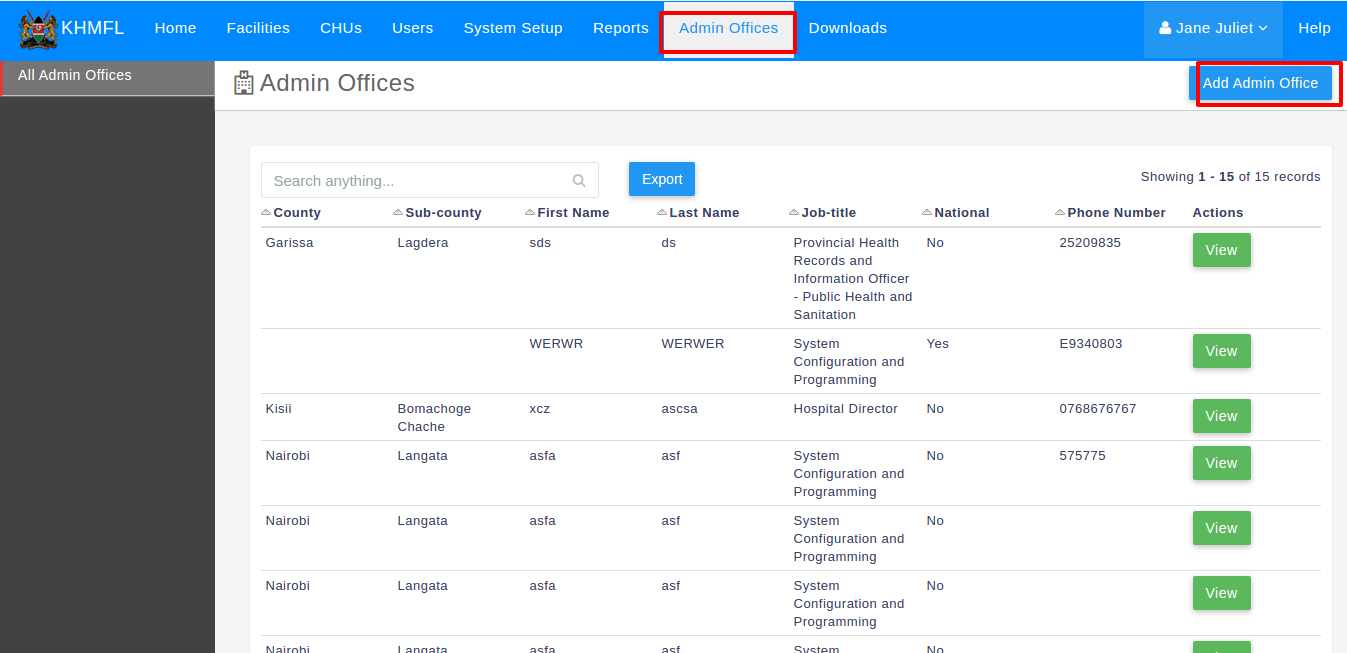 KHMFL Home Facilities CHUs Users System Setup Reports Admin Offices Downloads Jane Juliet Help
All Admin Offices
Admin Offices
Add Admin Office
Search anything...
Export
Showing 1 - 15 of 15 records
County Sub-county First Name Last Name Job-title National Phone Number Actions
Garissa Lagdera sds ds Provincial Health No 25209835 View
Records and
Information Officer
- Public Health and
Sanitation
WERWR WERWER System Yes E9340803 View
Configuration and
Programming
Kisii Bomachoge xcz ascsa Hospital Director No 0768676767 View
Chache
Nairobi Langata asfa asf System No 575775 View
Configuration and
Programming
Nairobi Langata asfa asf System No View
Configuration and
Programming
Nairobi Langata asfa asf System No View
Configuration and
Programming
Nairobi Langata asfa asf System No